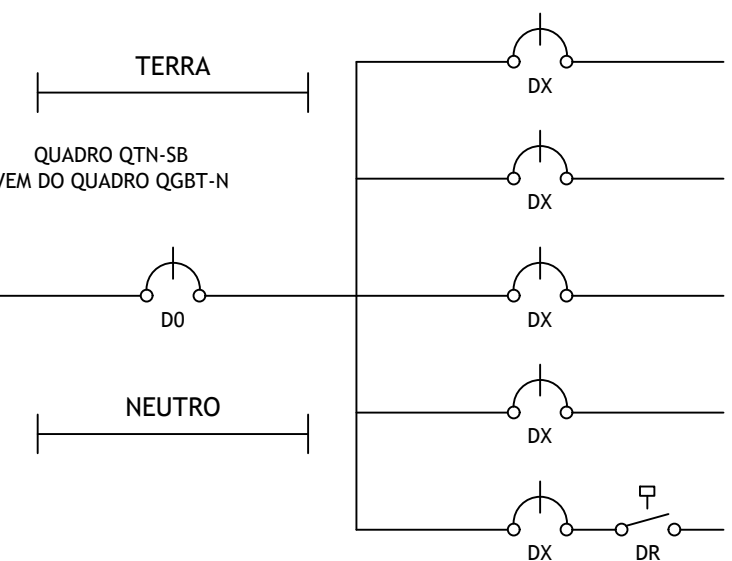 TERRA
DX
QUADRO QTN-SB
VEM DO QUADRO QGBT-N
DX
D0
DX
NEUTRO
DX
DX
DR